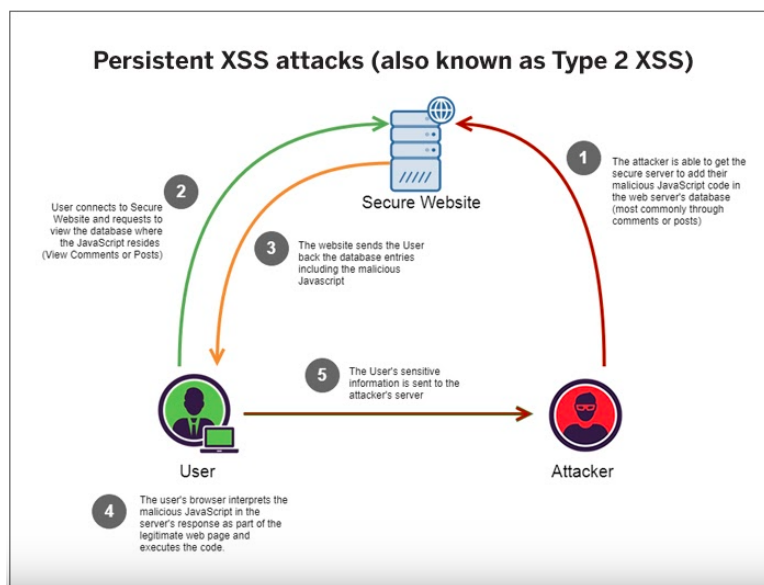 Persistent XSS attacks (also known as Type 2 XSS)
Secure Website
1
The attacker is able to get the
secure server to add their
malicious JavaScript code in
the web server's database
(most commonly through
comments or posts)
2
User connects to Secure
Website and requests to
view the database where
the JavaScript resides
(View Comments or Posts)
3
The website sends the User
back the database entries
including the malicious
Javascript
5
The User's sensitive
information is sent to the
attacker's server
User
Attacker
4
The user's browser interprets the
malicious JavaScript in the
server's response as part of the
legitimate web page and
executes the code.